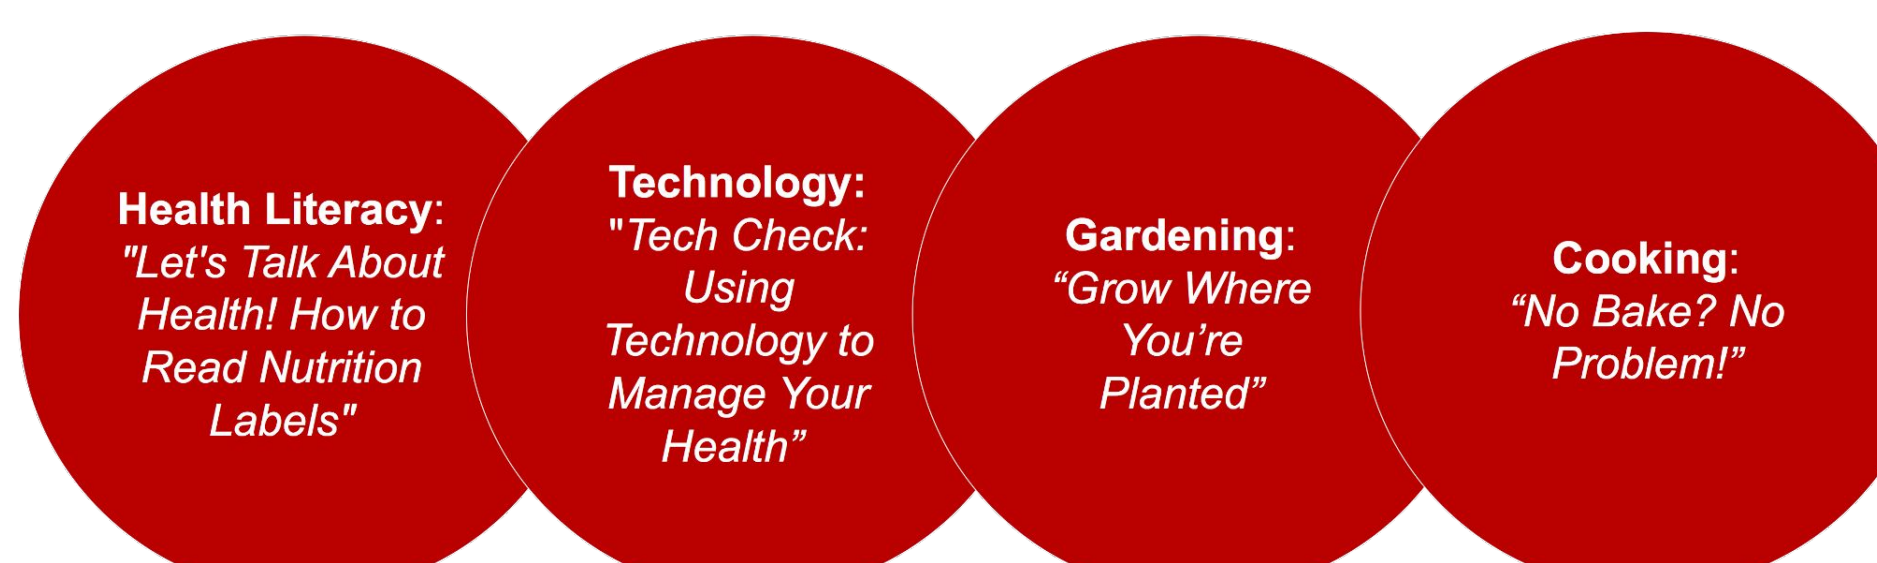 Health Literacy:
"Let's Talk About
Health! How to
Read Nutrition
Labels"
Technology:
"Tech Check:
Using
Technology to
Manage Your
Health”
Gardening:
“Grow Where
You’re
Planted”
Cooking:
“No Bake? No
Problem!”